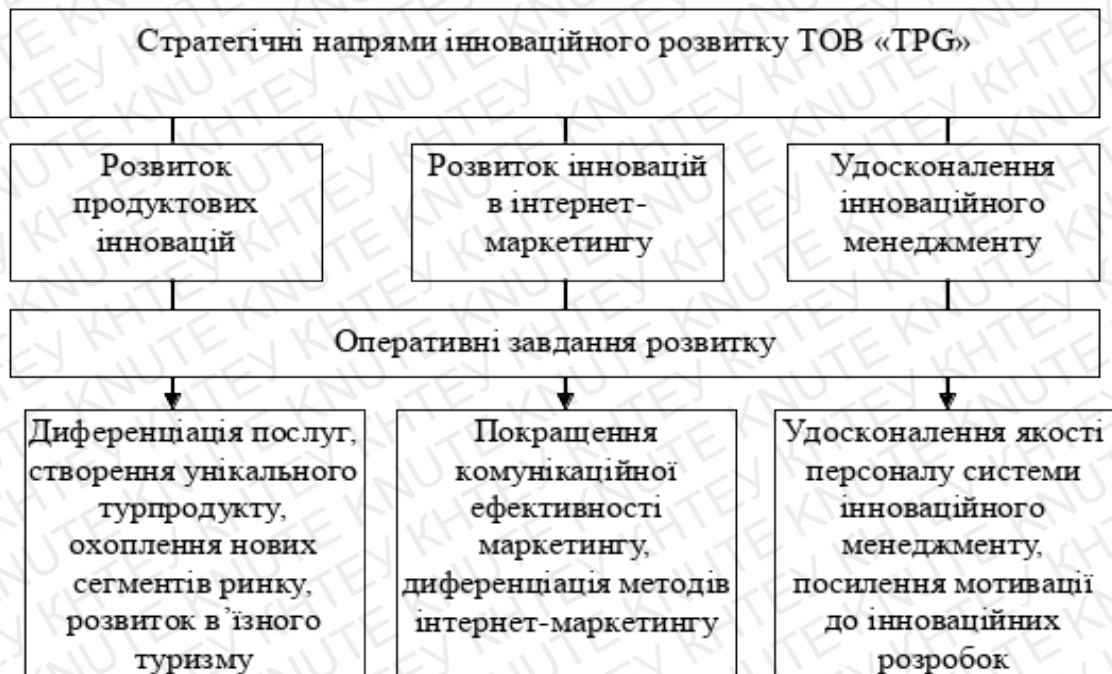 Стратегічні напрями інноваційного розвитку ТОВ «TPG»
Розвиток
продуктових
інновацій
Розвиток інновацій
в інтернет-
маркетингу
Удосконалення
інноваційного
менеджменту
Оперативні завдання розвитку
Диференціація послуг,
створення унікального
турпродукту,
охоплення нових
сегментів ринку,
розвиток в’їзного
туризму
Покращення
комунікаційної
ефективності
маркетингу,
диференціація методів
інтернет-маркетингу
Удосконалення якості
персоналу системи
інноваційного
менеджменту,
посилення мотивації
до інноваційних
розробок